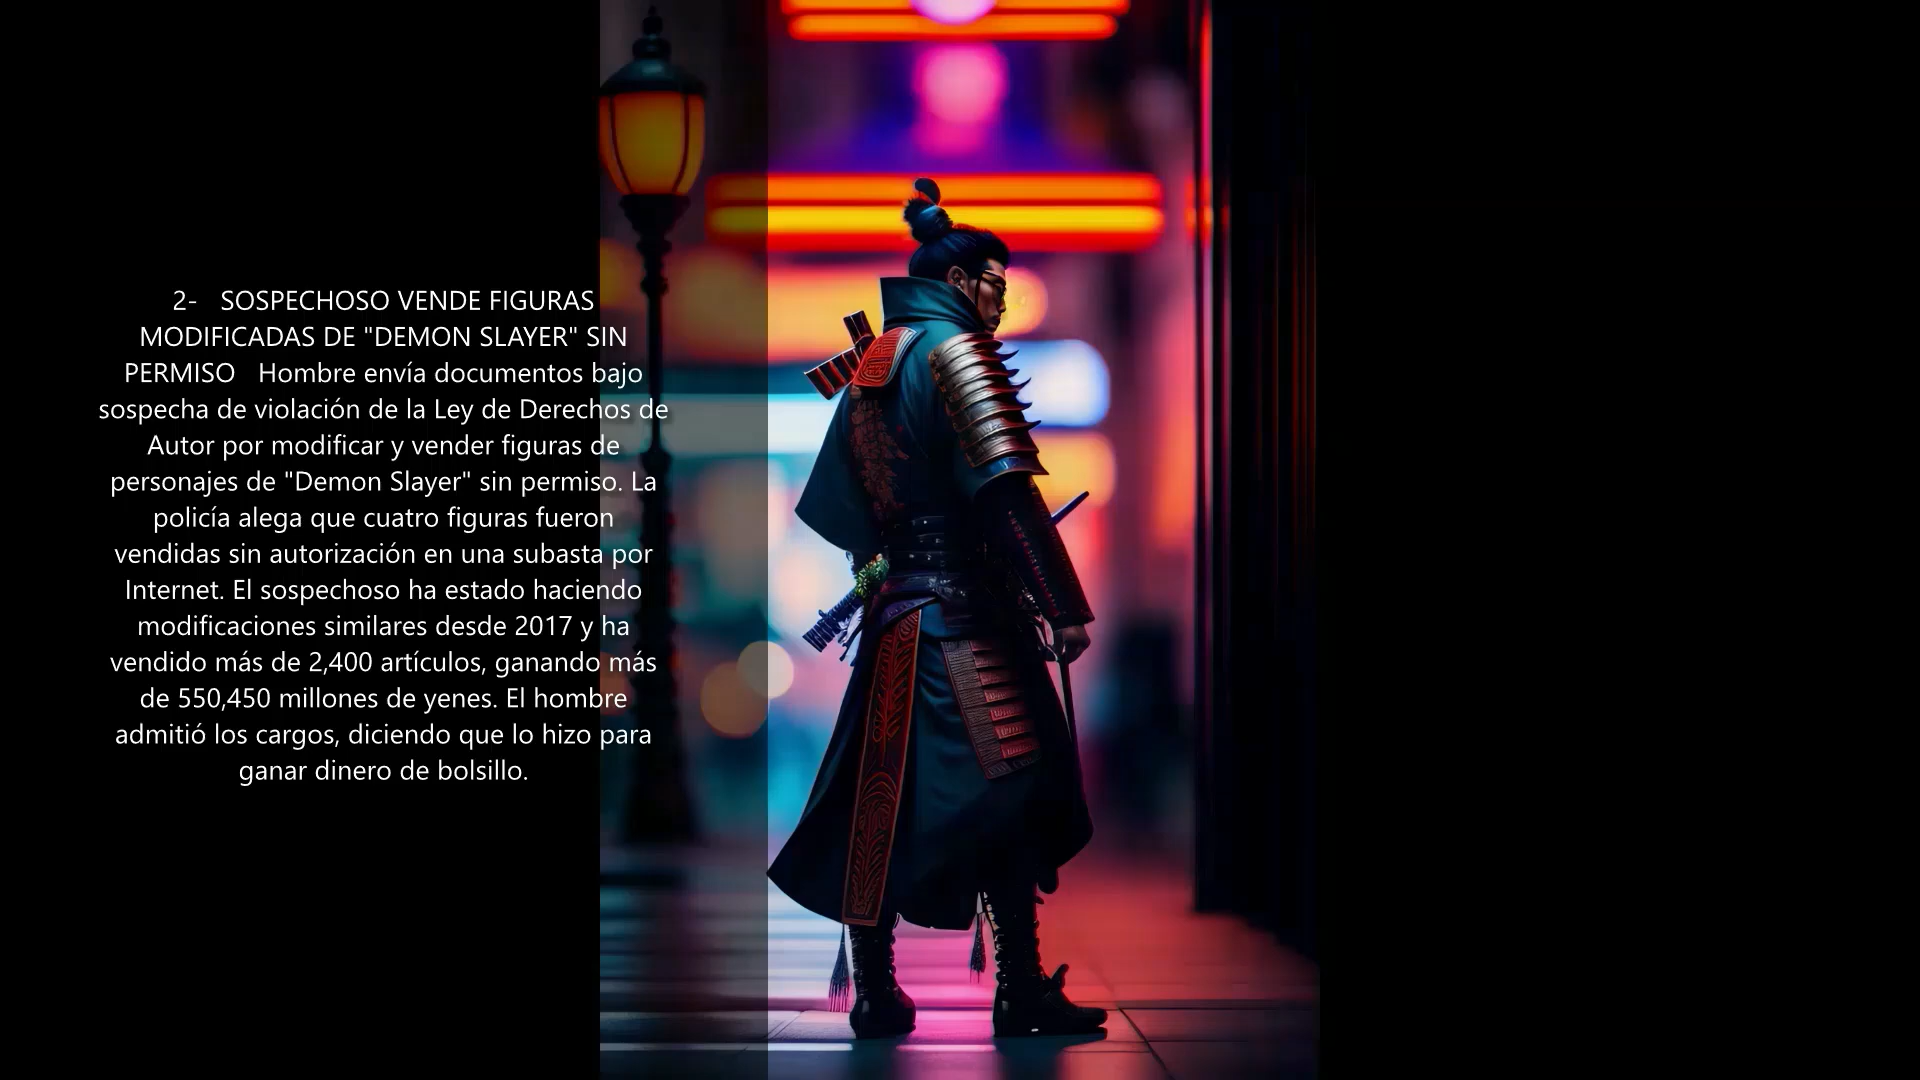 2-   SOSPECHOSO VENDE FIGURAS
MODIFICADAS DE "DEMON SLAYER" SIN
PERMISO   Hombre envía documentos bajo
sospecha de violación de la Ley de Derechos de
Autor por modificar y vender figuras de
personajes de "Demon Slayer" sin permiso. La
policía alega que cuatro figuras fueron
vendidas sin autorización en una subasta por
Internet. El sospechoso ha estado haciendo
modificaciones similares desde 2017 y ha
vendido más de 2,400 artículos, ganando más
de 550,450 millones de yenes. El hombre
admitió los cargos, diciendo que lo hizo para
ganar dinero de bolsillo.